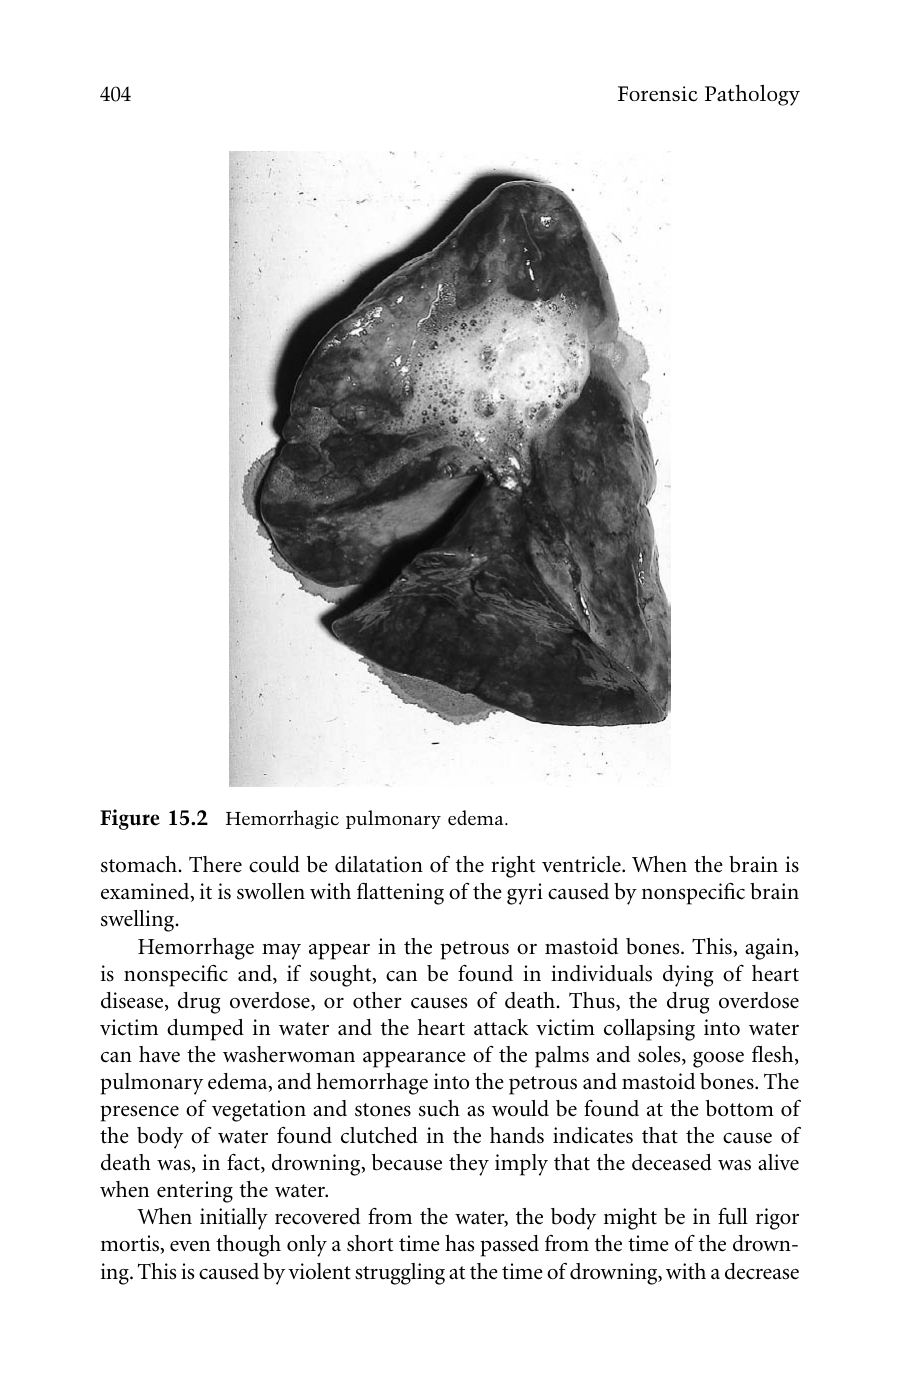 404
Forensic Pathology
Figure 15.2 Hemorrhagic pulmonary edema.
stomach. There could be dilatation of the right ventricle. When the brain is
examined, it is swollen with flattening of the gyri caused by nonspecific brain
swelling.
Hemorrhage may appear in the petrous or mastoid bones. This, again,
is nonspecific and, if sought, can be found in individuals dying of heart
disease, drug overdose, or other causes of death. Thus, the drug overdose
victim dumped in water and the heart attack victim collapsing into water
can have the washerwoman appearance of the palms and soles, goose flesh,
pulmonary edema, and hemorrhage into the petrous and mastoid bones. The
presence of vegetation and stones such as would be found at the bottom of
the body of water found clutched in the hands indicates that the cause of
death was, in fact, drowning, because they imply that the deceased was alive
when entering the water.
When initially recovered from the water, the body might be in full rigor
mortis, even though only a short time has passed from the time of the drown-
ing. This is caused by violent struggling at the time of drowning, with a decrease